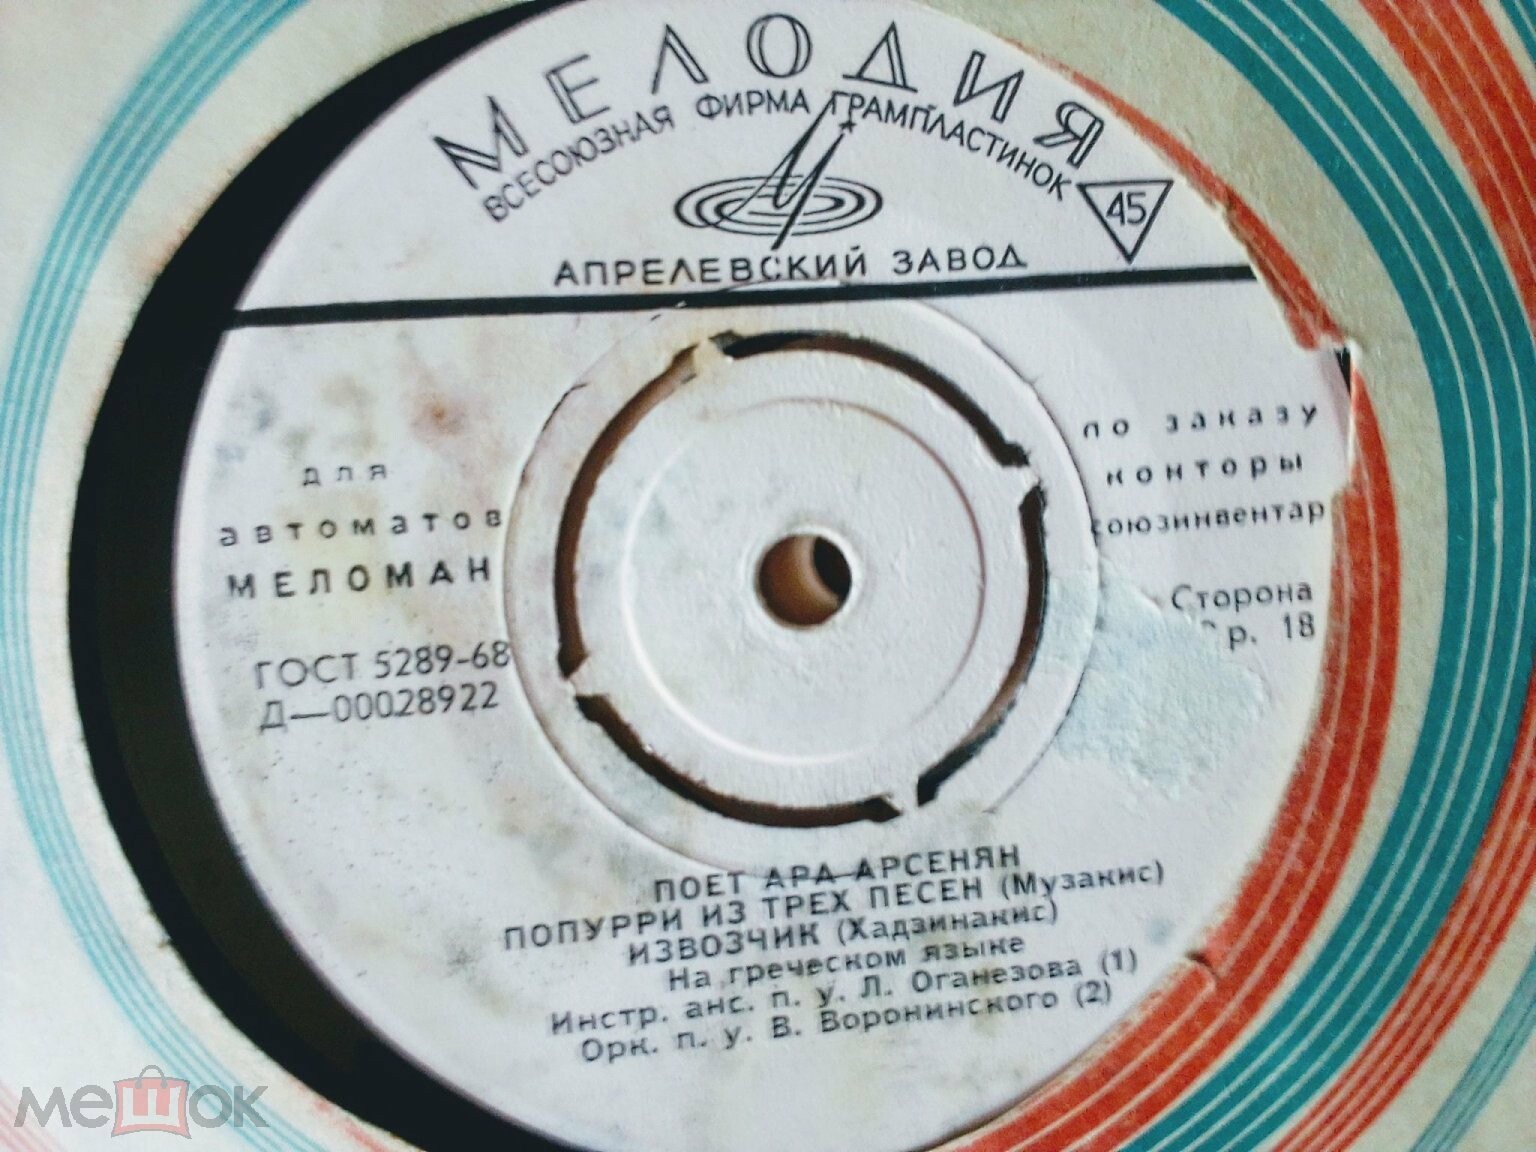 МЕЛОДИЯ
ВСЕСОЮЗНАЯ ФИРМА ГРАМПЛАСТИНОК
45
АПРЕЛЕВСКИЙ ЗАВОД
для
автоматов
МЕЛОМАН
ГОСТ 5289-68
Д—00028922
по заказу
конторы
союзинвентар
Сторона
р. 18
ПОЕТ АРА АРСЕНЯН
ПОПУРРИ ИЗ ТРЕХ ПЕСЕН (Музакис)
ИЗВОЗЧИК (Хадзинакис)
На греческом языке
Инстр. анс. п. у. Л. Оганезова (1)
Орк. п. у. В. Воронинского (2)
мешок